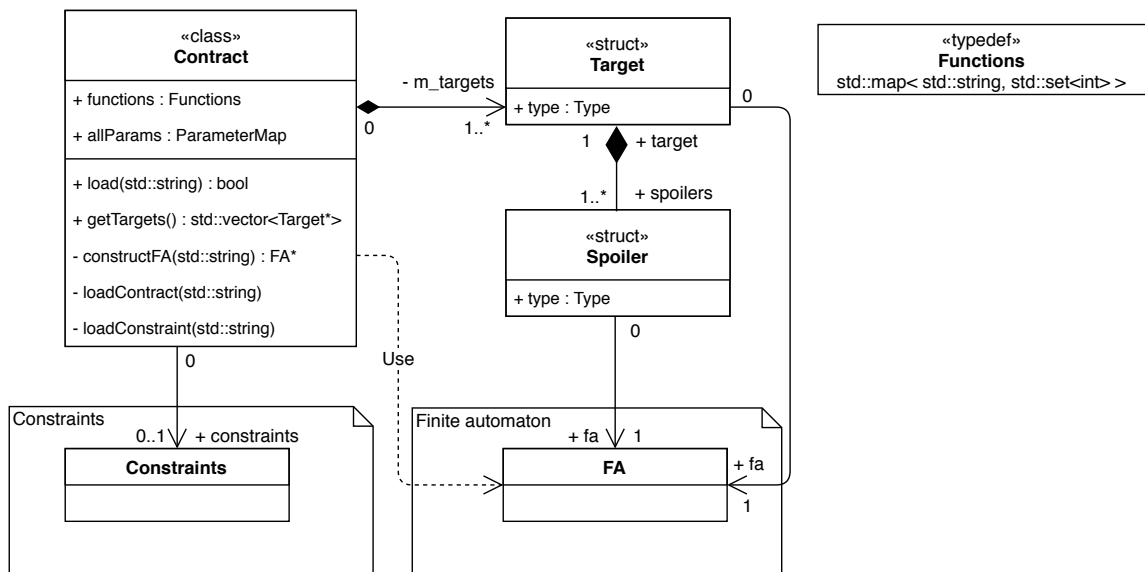 «class»
Contract
+ functions : Functions
+ allParams : ParameterMap
+ load(std::string) : bool
+ getTargets() : std::vector<Target*>
- constructFA(std::string) : FA*
- loadContract(std::string)
- loadConstraint(std::string)
- m_targets
0
1..*
«struct»
Target
+ type : Type
0
«typedef»
Functions
std::map< std::string, std::set<int> >
1
+ target
1..*
+ spoilers
«struct»
Spoiler
+ type : Type
0
0
Use
Constraints
0..1
+ constraints
Constraints
Finite automaton
+ fa
1
FA
+ fa
1